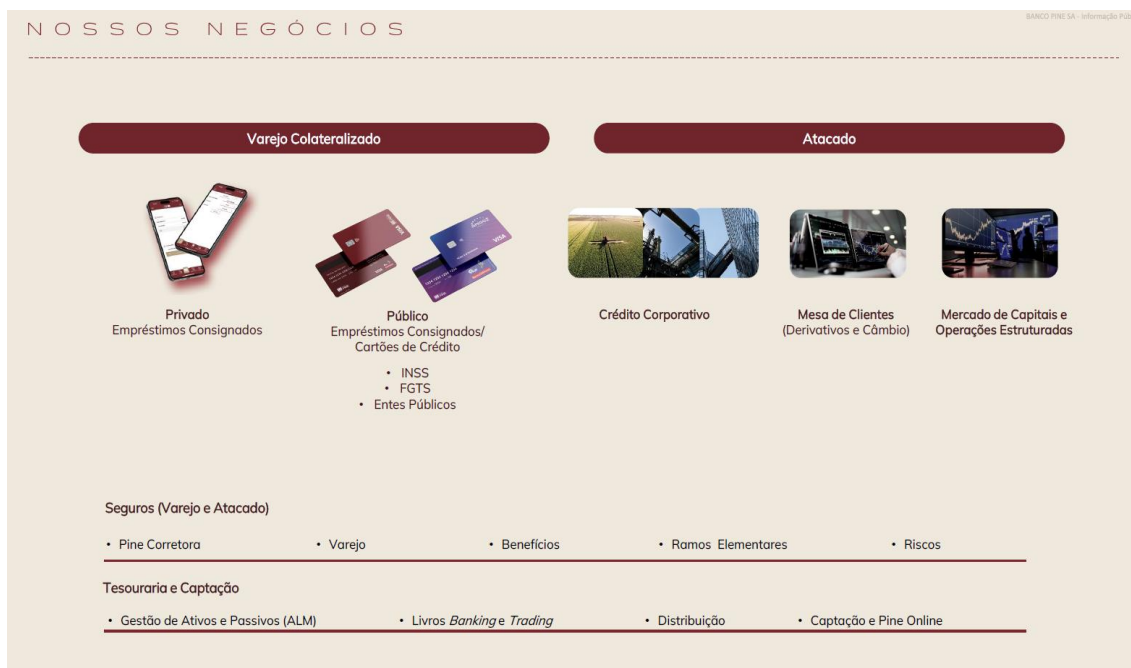 BANCO PINE SA - Informação Púb
NOSSOS NEGÓCIOS
Varejo Colateralizado
Atacado
VISA
Privado
Empréstimos Consignados
Público
Empréstimos Consignados/
Cartões de Crédito
• INSS
• FGTS
• Entes Públicos
Crédito Corporativo
Mesa de Clientes
(Derivativos e Câmbio)
Mercado de Capitais e
Operações Estruturadas
Seguros (Varejo e Atacado)
• Pine Corretora • Varejo • Benefícios • Ramos Elementares • Riscos
Tesouraria e Captação
• Gestão de Ativos e Passivos (ALM) • Livros Banking e Trading • Distribuição • Captação e Pine Online